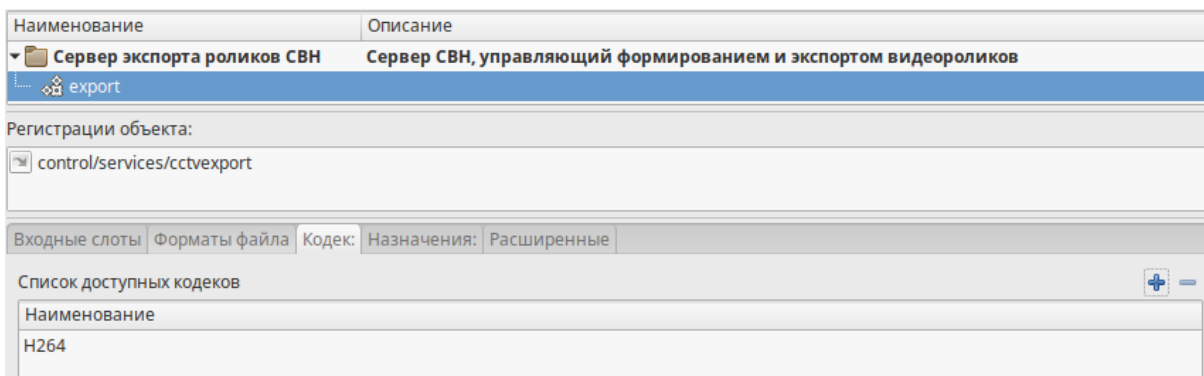 Наименование Описание
Сервер экспорта роликов СВН Сервер СВН, управляющий формированием и экспортом видеороликов
export
Регистрации объекта:
control/services/cctvexport
Входные слоты Форматы файла Кодек: Назначения: Расширенные
Список доступных кодеков
Наименование
H264